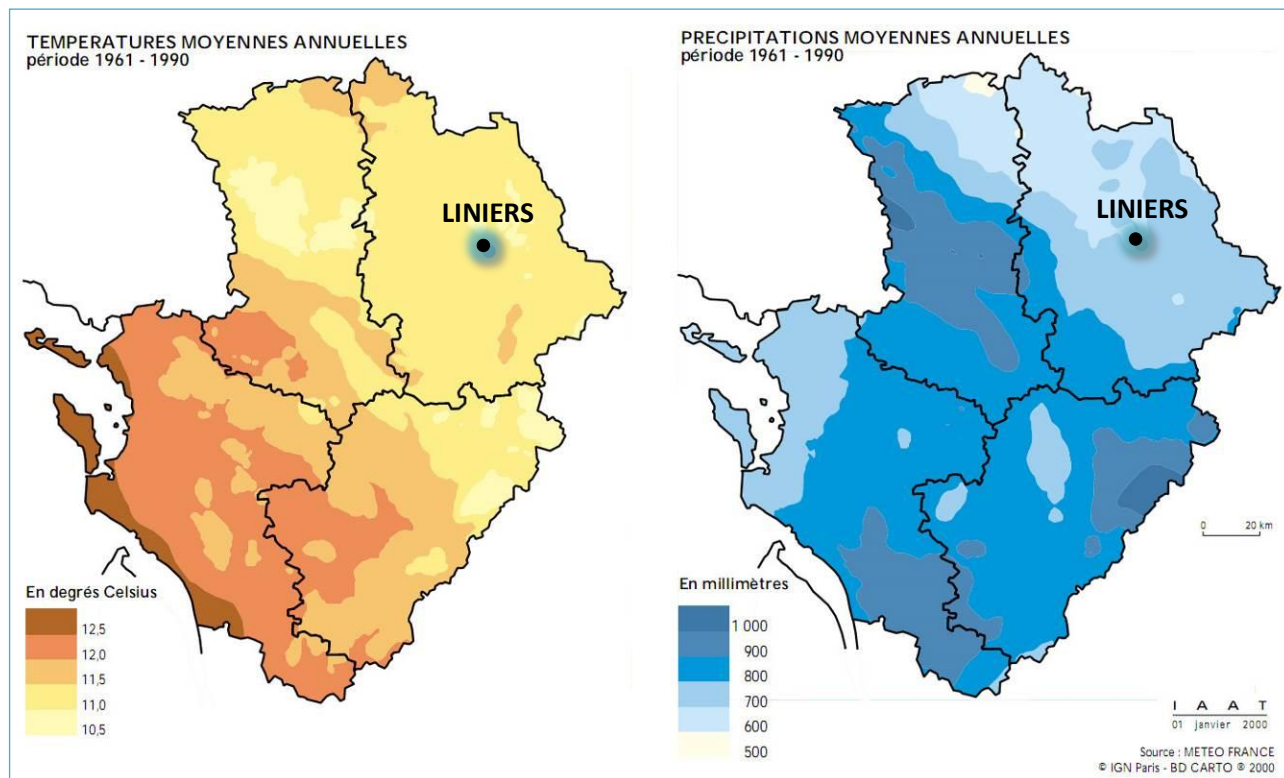 TEMPERATURES MOYENNES ANNUELLES
période 1961 - 1990
LINIERS
En degrés Celsius
12,5
12,0
11,5
11,0
10,5
PRECIPITATIONS MOYENNES ANNUELLES
période 1961 - 1990
LINIERS
0 20 km
En millimètres
1 000
900
800
700
600
500
I A A T
01 janvier 2000
Source : METEO FRANCE
© IGN Paris - BD CARTO ® 2000